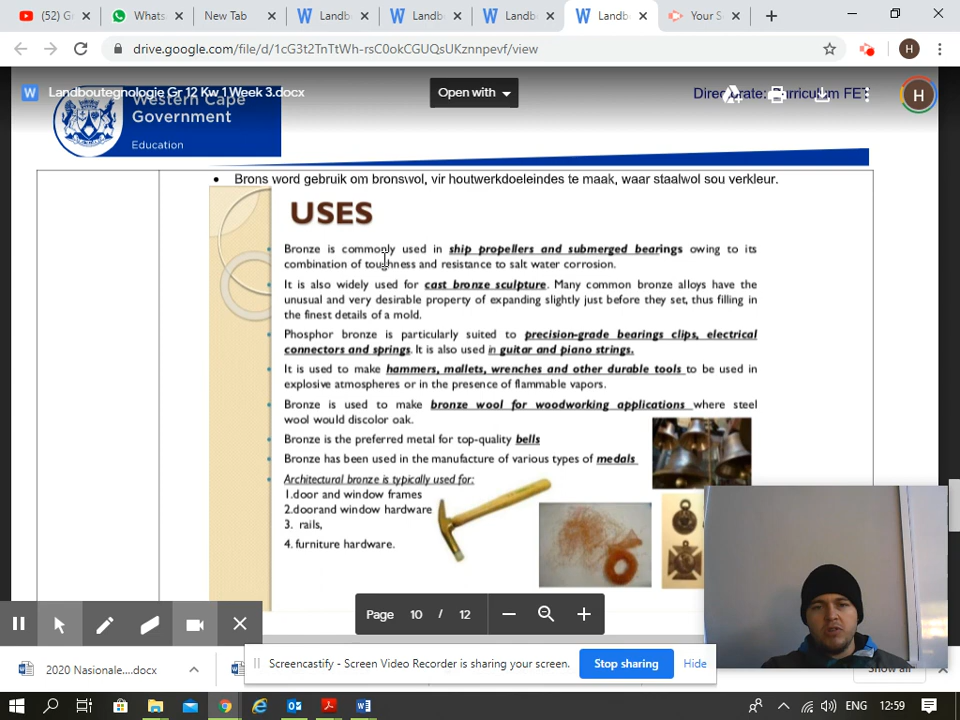 (52) Whats
New Tab
Landb
Landb
Landb
Landb
Your S
drive.google.com/file/d/1cG3t2TnTtWh-rsC0okCGUQsUKznnpevf/view
H
W Landboutegnologie Gr 12 Kw 1 Week 3.docx
Open with
H
Western Cape
Government
Education
Directorate: Curriculum FET
• Brons word gebruik om bronswol, vir houtwerkdoeleindes te maak, waar staalwol sou verkleur.
USES
Bronze is commonly used in ship propellers and submerged bearings owing to its
combination of toughness and resistance to salt water corrosion.
It is also widely used for cast bronze sculpture. Many common bronze alloys have the
unusual and very desirable property of expanding slightly just before they set, thus filling in
the finest details of a mold.
Phosphor bronze is particularly suited to precision-grade bearings clips, electrical
connectors and springs. It is also used in guitar and piano strings.
It is used to make hammers, mallets, wrenches and other durable tools to be used in
explosive atmospheres or in the presence of flammable vapors.
Bronze is used to make bronze wool for woodworking applications where steel
wool would discolor oak.
Bronze is the preferred metal for top-quality bells
Bronze has been used in the manufacture of various types of medals
Architectural bronze is typically used for:
1.door and window frames
2.doorand window hardware
3. rails,
4. furniture hardware.
Page 10 / 12
Screencastify - Screen Video Recorder is sharing your screen.
Stop sharing
Hide
2020 Nasionale....docx
Show all
ENG
12:59